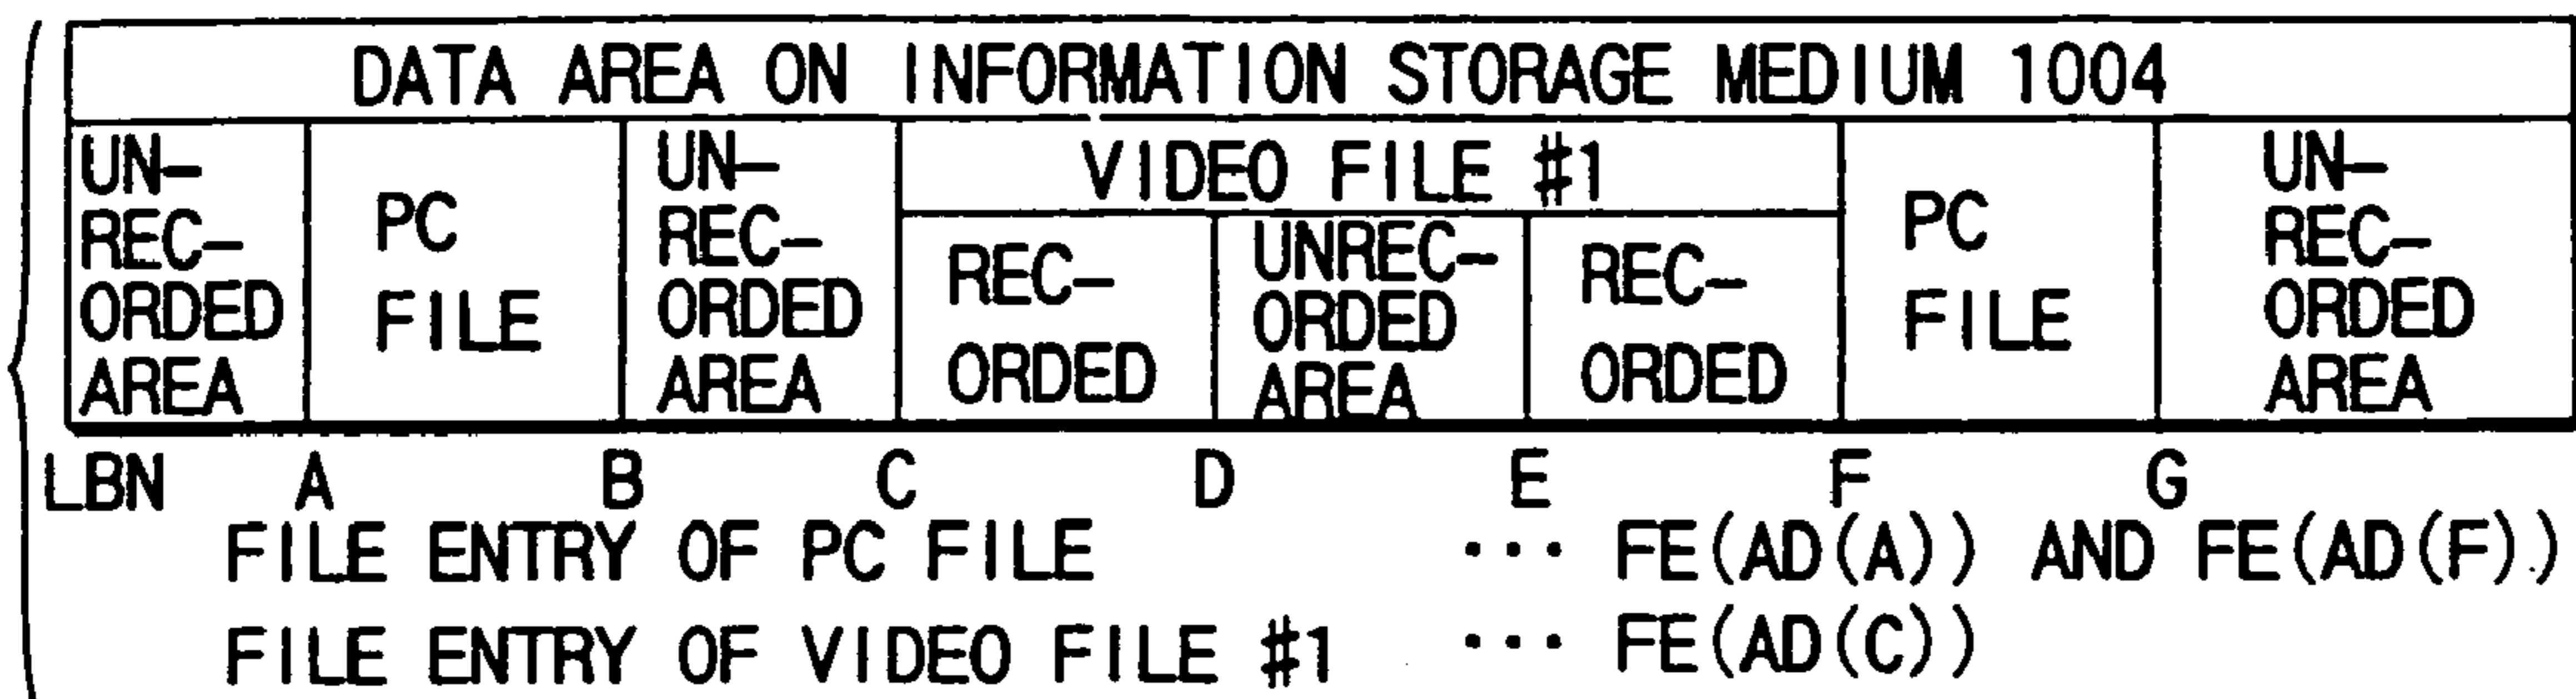 DATA AREA ON INFORMATION STORAGE MEDIUM 1004
UN-
REC-
ORDED
AREA
PC
FILE
UN-
REC-
ORDED
AREA
VIDEO FILE #1
REC-
ORDED
UNREC-
ORDED
AREA
REC-
ORDED
PC
FILE
UN-
REC-
ORDED
AREA
LBN A B C D E F G
FILE ENTRY OF PC FILE ··· FE(AD(A)) AND FE(AD(F))
FILE ENTRY OF VIDEO FILE #1 ··· FE(AD(C))